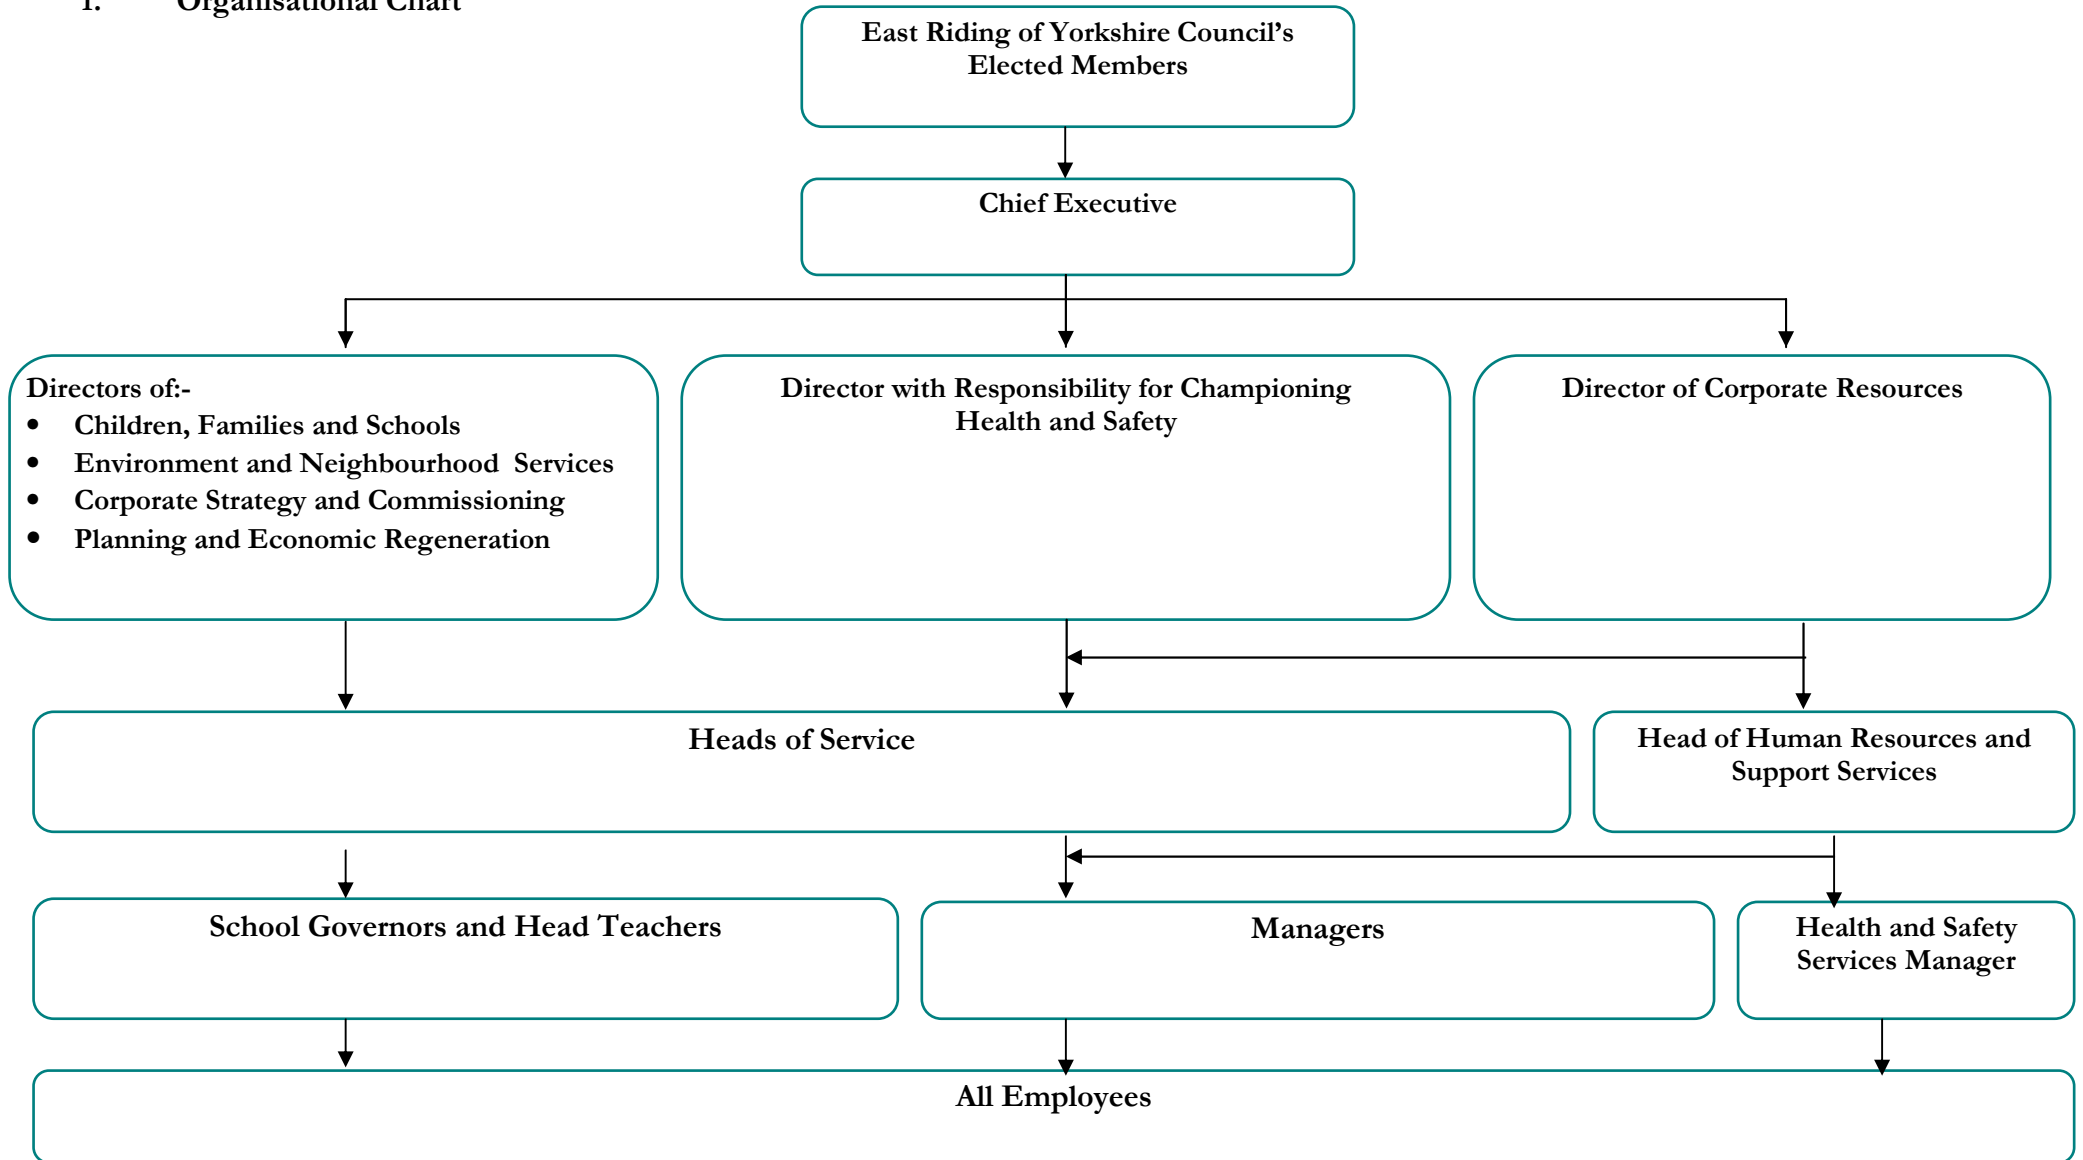 1. Organisational Chart
East Riding of Yorkshire Council’s
Elected Members
Chief Executive
Directors of:-
• Children, Families and Schools
• Environment and Neighbourhood Services
• Corporate Strategy and Commissioning
• Planning and Economic Regeneration
Director with Responsibility for Championing
Health and Safety
Director of Corporate Resources
Heads of Service
Head of Human Resources and
Support Services
School Governors and Head Teachers
Managers
Health and Safety
Services Manager
All Employees